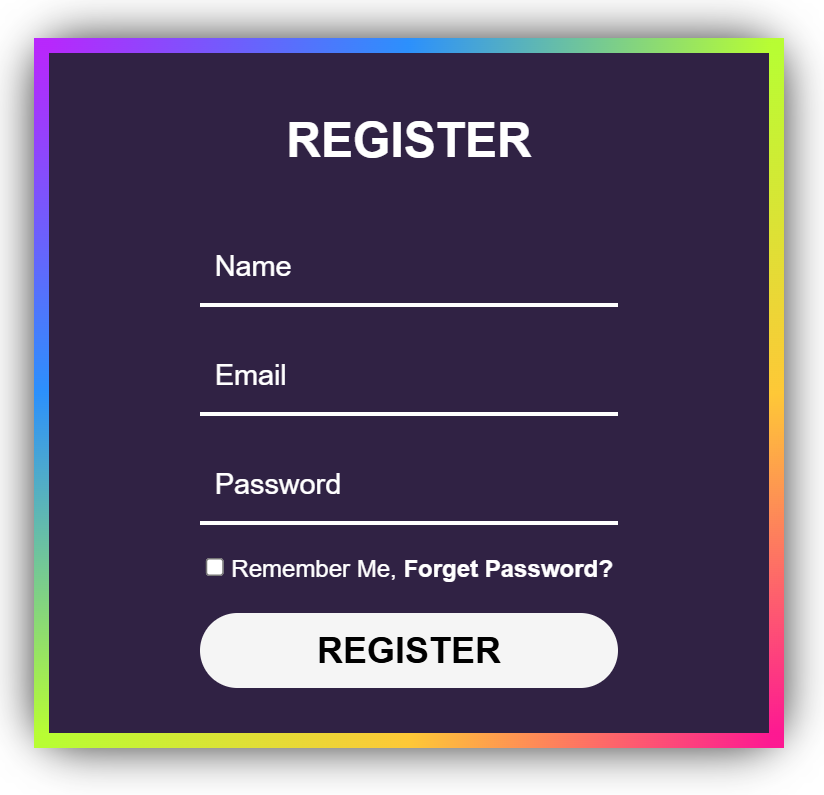 REGISTER
Name
Email
Password
Remember Me, Forget Password?
REGISTER